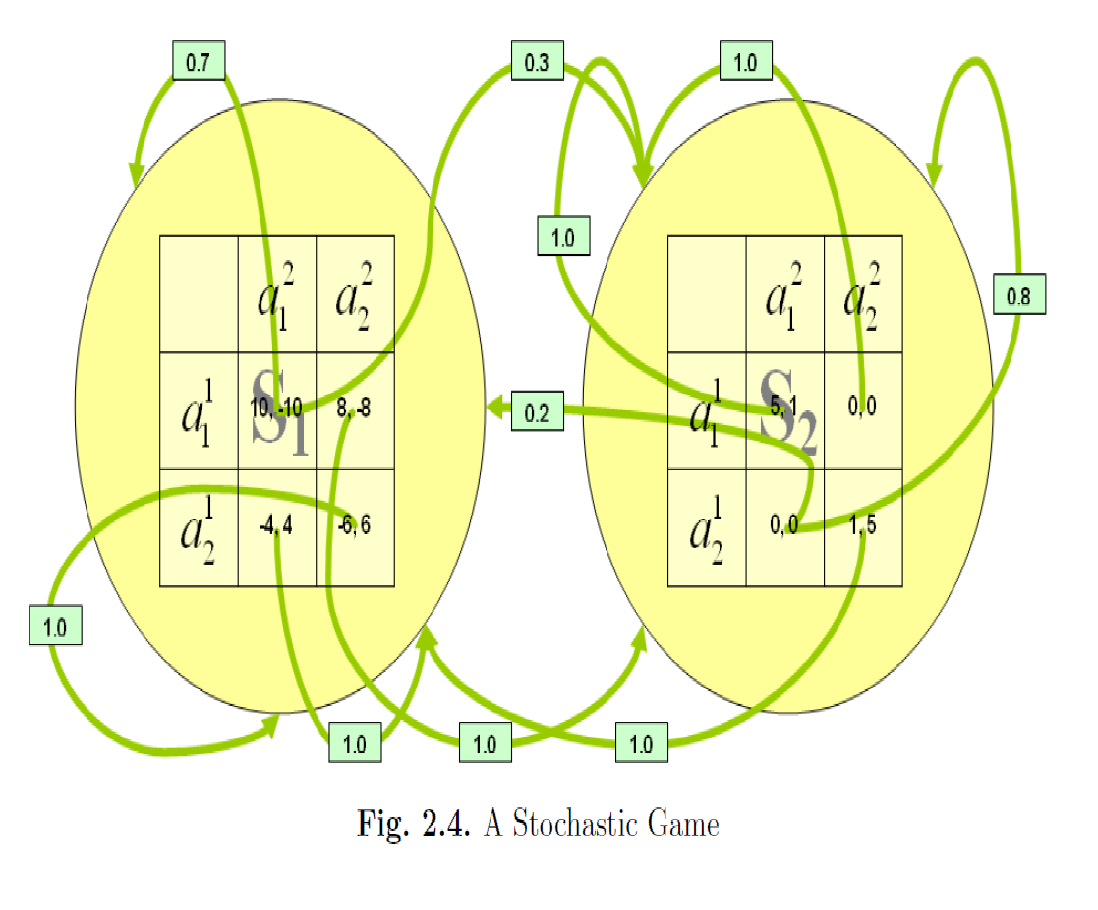 0.7 0.3 1.0
1.0
0.8
a_1^2 a_2^2
a_1^1 10, -10 8, -8
a_2^1 -4, 4 -6, 6
S_1
0.2
a_1^2 a_2^2
a_1^1 5, 1 0, 0
a_2^1 0, 0 1, 5
S_2
1.0
1.0 1.0 1.0
Fig. 2.4. A Stochastic Game